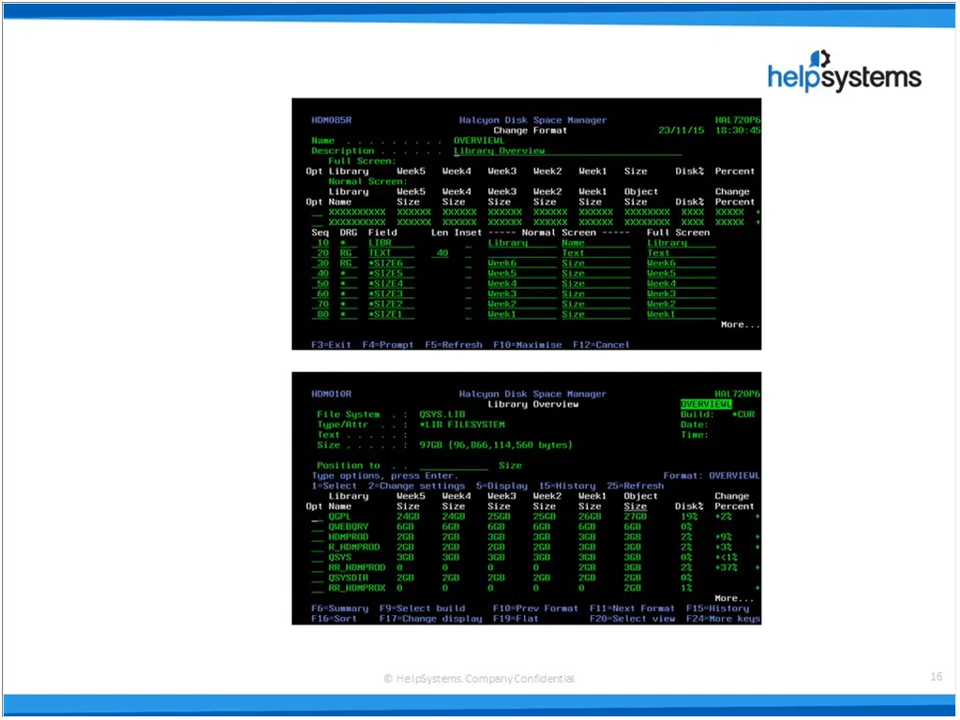 helpsystems
HDM085R Halcyon Disk Space Manager HAL720P6
Change Format 23/11/15 18:30:45
Name . . . . . . . . . OVERVIEWL
Description . . . . . . Library Overview
Full Screen:
Opt Library Week5 Week4 Week3 Week2 Week1 Size Disk% Percent
Normal Screen:
Library Week5 Week4 Week3 Week2 Week1 Object Change
Opt Name Size Size Size Size Size Size Disk% Percent
__ XXXXXXXXXX XXXXXX XXXXXX XXXXXX XXXXXX XXXXXX XXXXXXXX XXXX XXXXX +
__ XXXXXXXXXX XXXXXX XXXXXX XXXXXX XXXXXX XXXXXX XXXXXXXX XXXX XXXXX +
Seq DRG Field Len Inset ----- Normal Screen ----- Full Screen
10 * LIBR _ Library Name Library
20 RG TEXT 40 _ Text Text
30 RG *SIZE6 _ Week6 Size Week6
40 * *SIZE5 _ Week5 Size Week5
50 * *SIZE4 _ Week4 Size Week4
60 * *SIZE3 _ Week3 Size Week3
70 * *SIZE2 _ Week2 Size Week2
80 * *SIZE1 _ Week1 Size Week1
More...
F3=Exit F4=Prompt F5=Refresh F10=Maximise F12=Cancel
HDM010R Halcyon Disk Space Manager HAL720P6
Library Overview OVERVIEWL
File System . : QSYS.LIB Build: *CUR
Type/Attr . . : *LIB FILESYSTEM Date:
Text . . . . . : Time:
Size . . . . . : 97GB (96,866,114,560 bytes)
Position to . . Size
Type options, press Enter. Format: OVERVIEWL
1=Select 2=Change settings 5=Display 15=History 25=Refresh
Library Week5 Week4 Week3 Week2 Week1 Object Change
Opt Name Size Size Size Size Size Size Disk% Percent
QGPL 24GB 24GB 25GB 25GB 26GB 27GB 19% +2% +
QWEBQRY 6GB 6GB 6GB 6GB 6GB 6GB 0%
HDMPROD 2GB 2GB 3GB 3GB 3GB 3GB 2% +9% +
R_HDMPROD 2GB 2GB 2GB 3GB 3GB 3GB 2% +3% +
QSYS 3GB 3GB 3GB 3GB 3GB 3GB 0% +<1% +
RR_HDMPROD 0 0 0 0 2GB 3GB 2% +37% +
QSYSDIR 2GB 2GB 2GB 2GB 2GB 2GB 0%
RR_HDMPROX 0 0 0 0 0 2GB 1% +
More...
F6=Summary F9=Select build F10=Prev Format F11=Next Format F15=History
F16=Sort F17=Change display F19=Flat F20=Select view F24=More keys
© HelpSystems. Company Confidential.
16